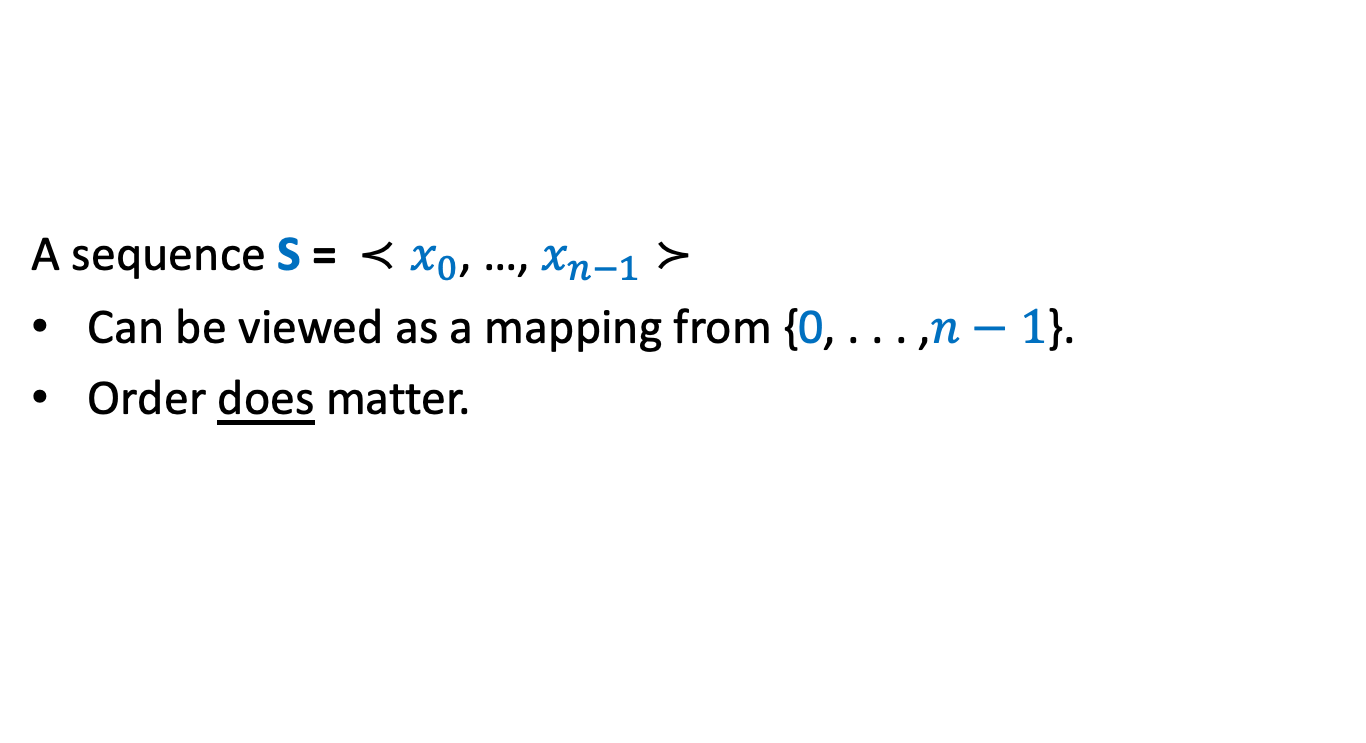 A sequence S = ≺ x₀, …, xₙ₋₁ ≻
• Can be viewed as a mapping from {0, . . . ,n − 1}.
• Order does matter.